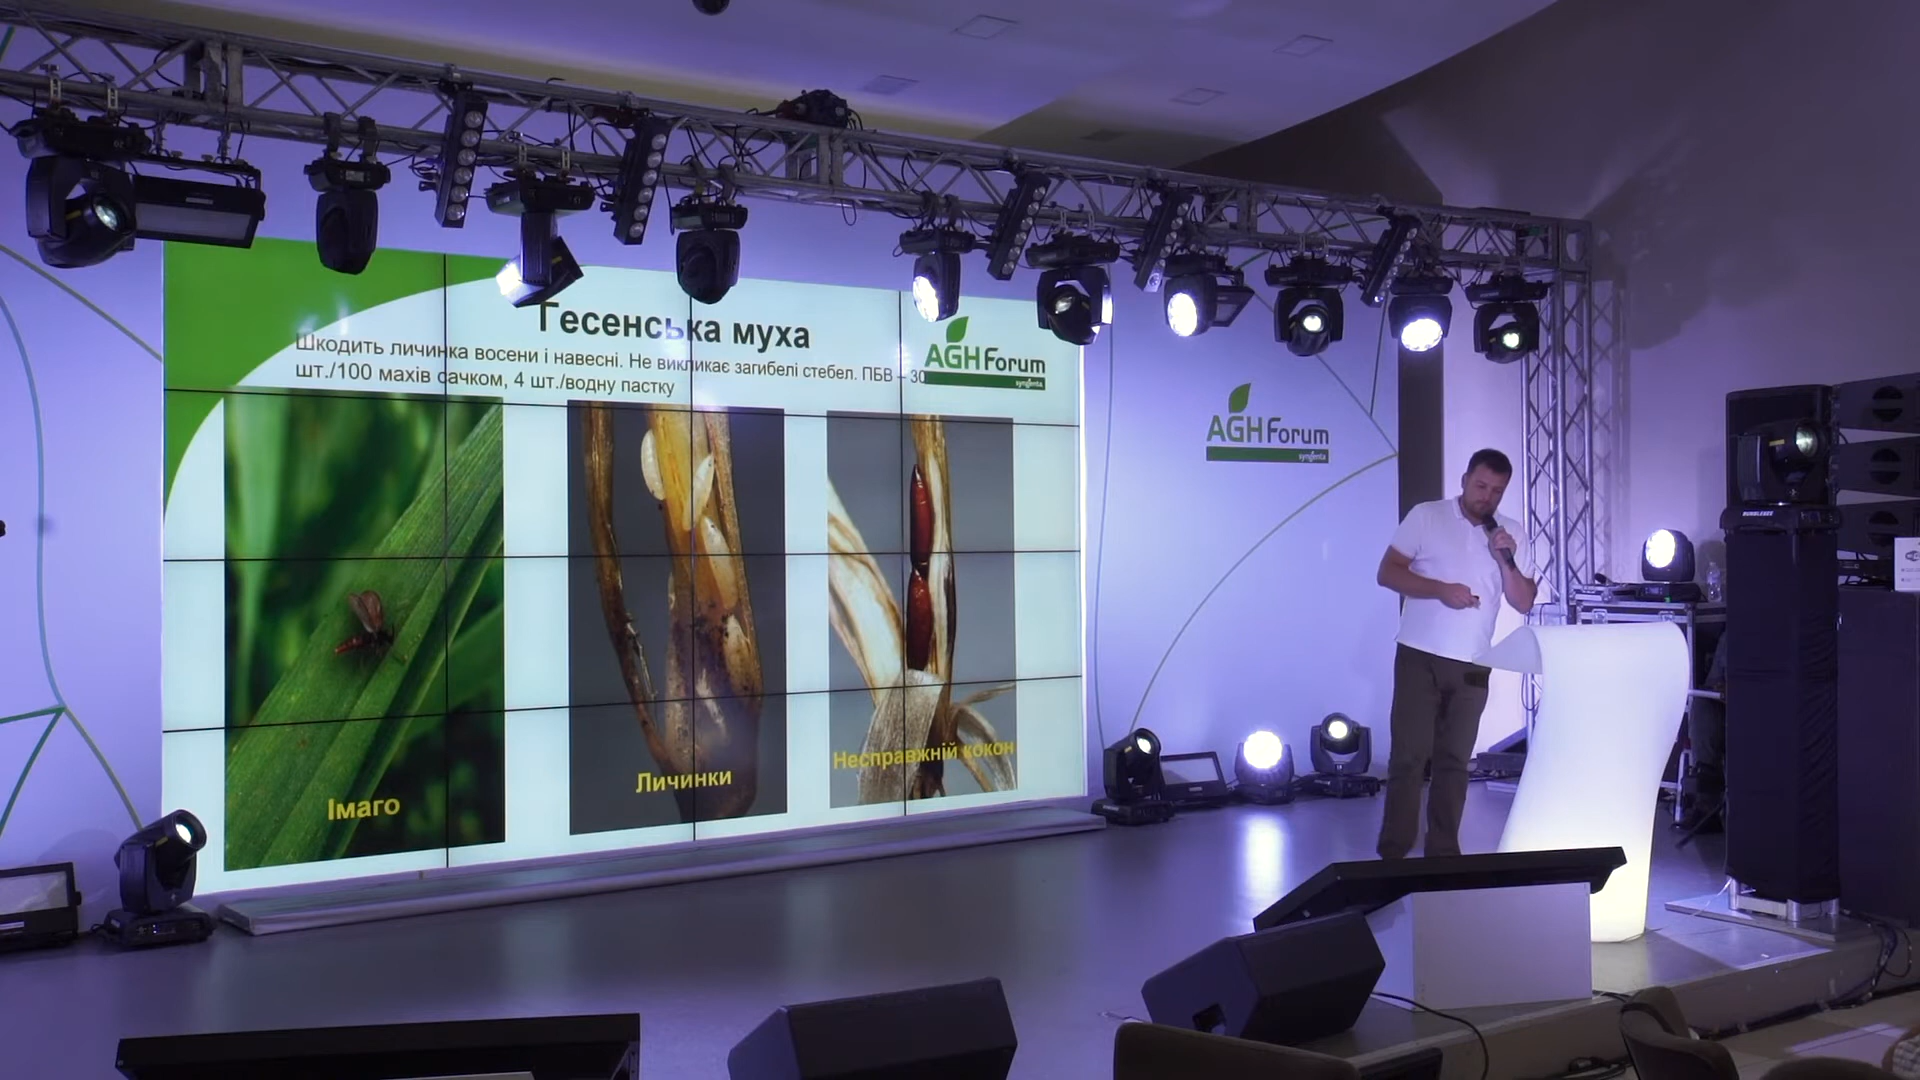 Гесенська муха
Шкодить личинка восени і навесні. Не викликає загибелі стебел. ПБВ – 30
шт./100 махів сачком, 4 шт./водну пастку
AGH Forum
syngenta
Імаго
Личинки
Несправжній кокон
AGH Forum
syngenta